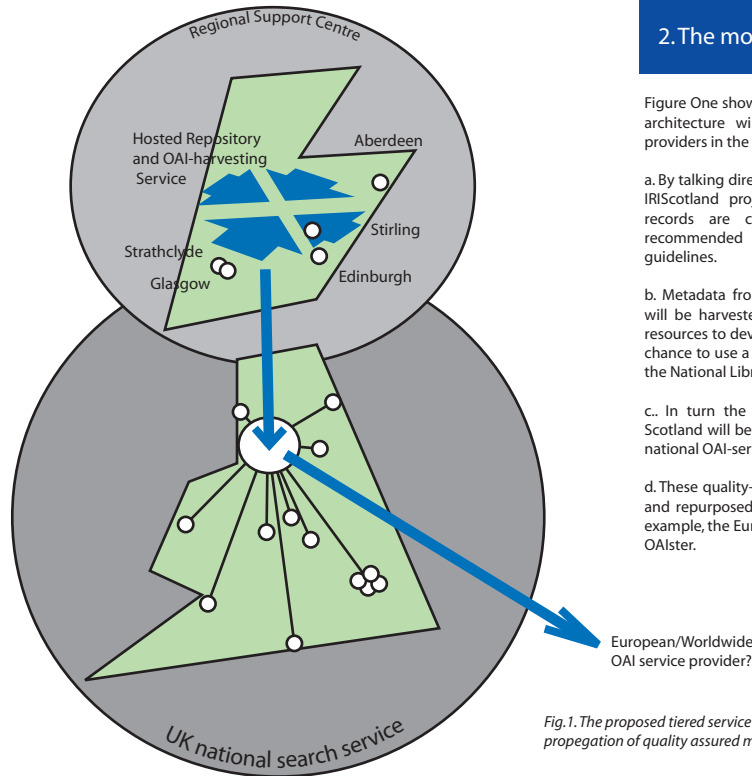 Regional Support Centre
Hosted Repository
and OAI-harvesting
Service
Aberdeen
Stirling
Strathclyde
Glasgow
Edinburgh
UK national search service
European/Worldwide
OAI service provider?
Fig.1. The proposed tiered service
propegation of quality assured m
2. The mo
Figure One show
architecture wi
providers in the
a. By talking dire
IRIScotland proj
records are c
recommended
guidelines.
b. Metadata fro
will be harveste
resources to dev
chance to use a
the National Libr
c.. In turn the
Scotland will be
national OAI-ser
d. These quality-
and repurposed
example, the Eur
OAIster.